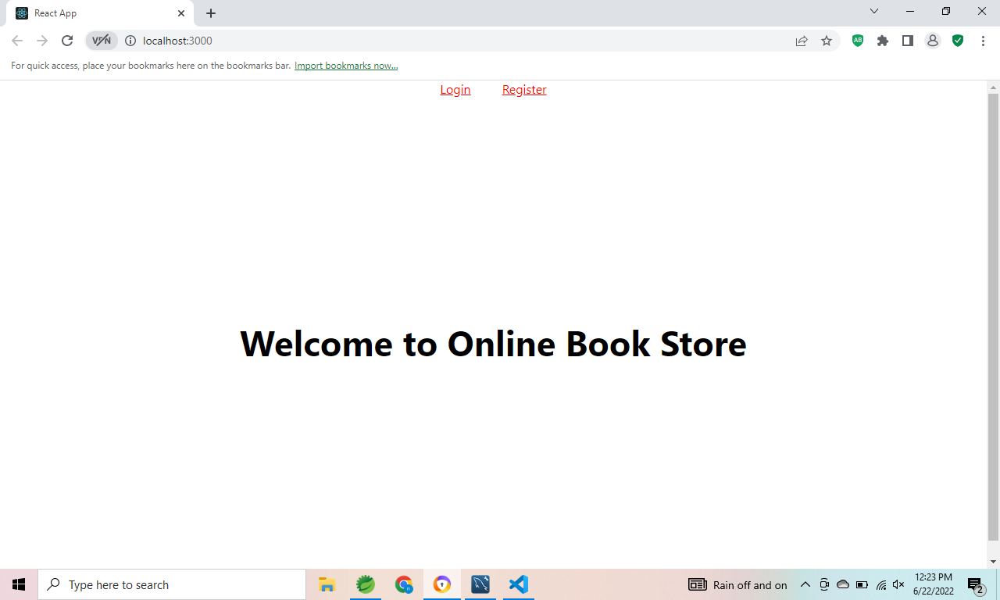 React App
VPN
localhost:3000
AB
For quick access, place your bookmarks here on the bookmarks bar. Import bookmarks now...
Login Register
Welcome to Online Book Store
Type here to search
n
Rain off and on
12:23 PM
6/22/2022
2